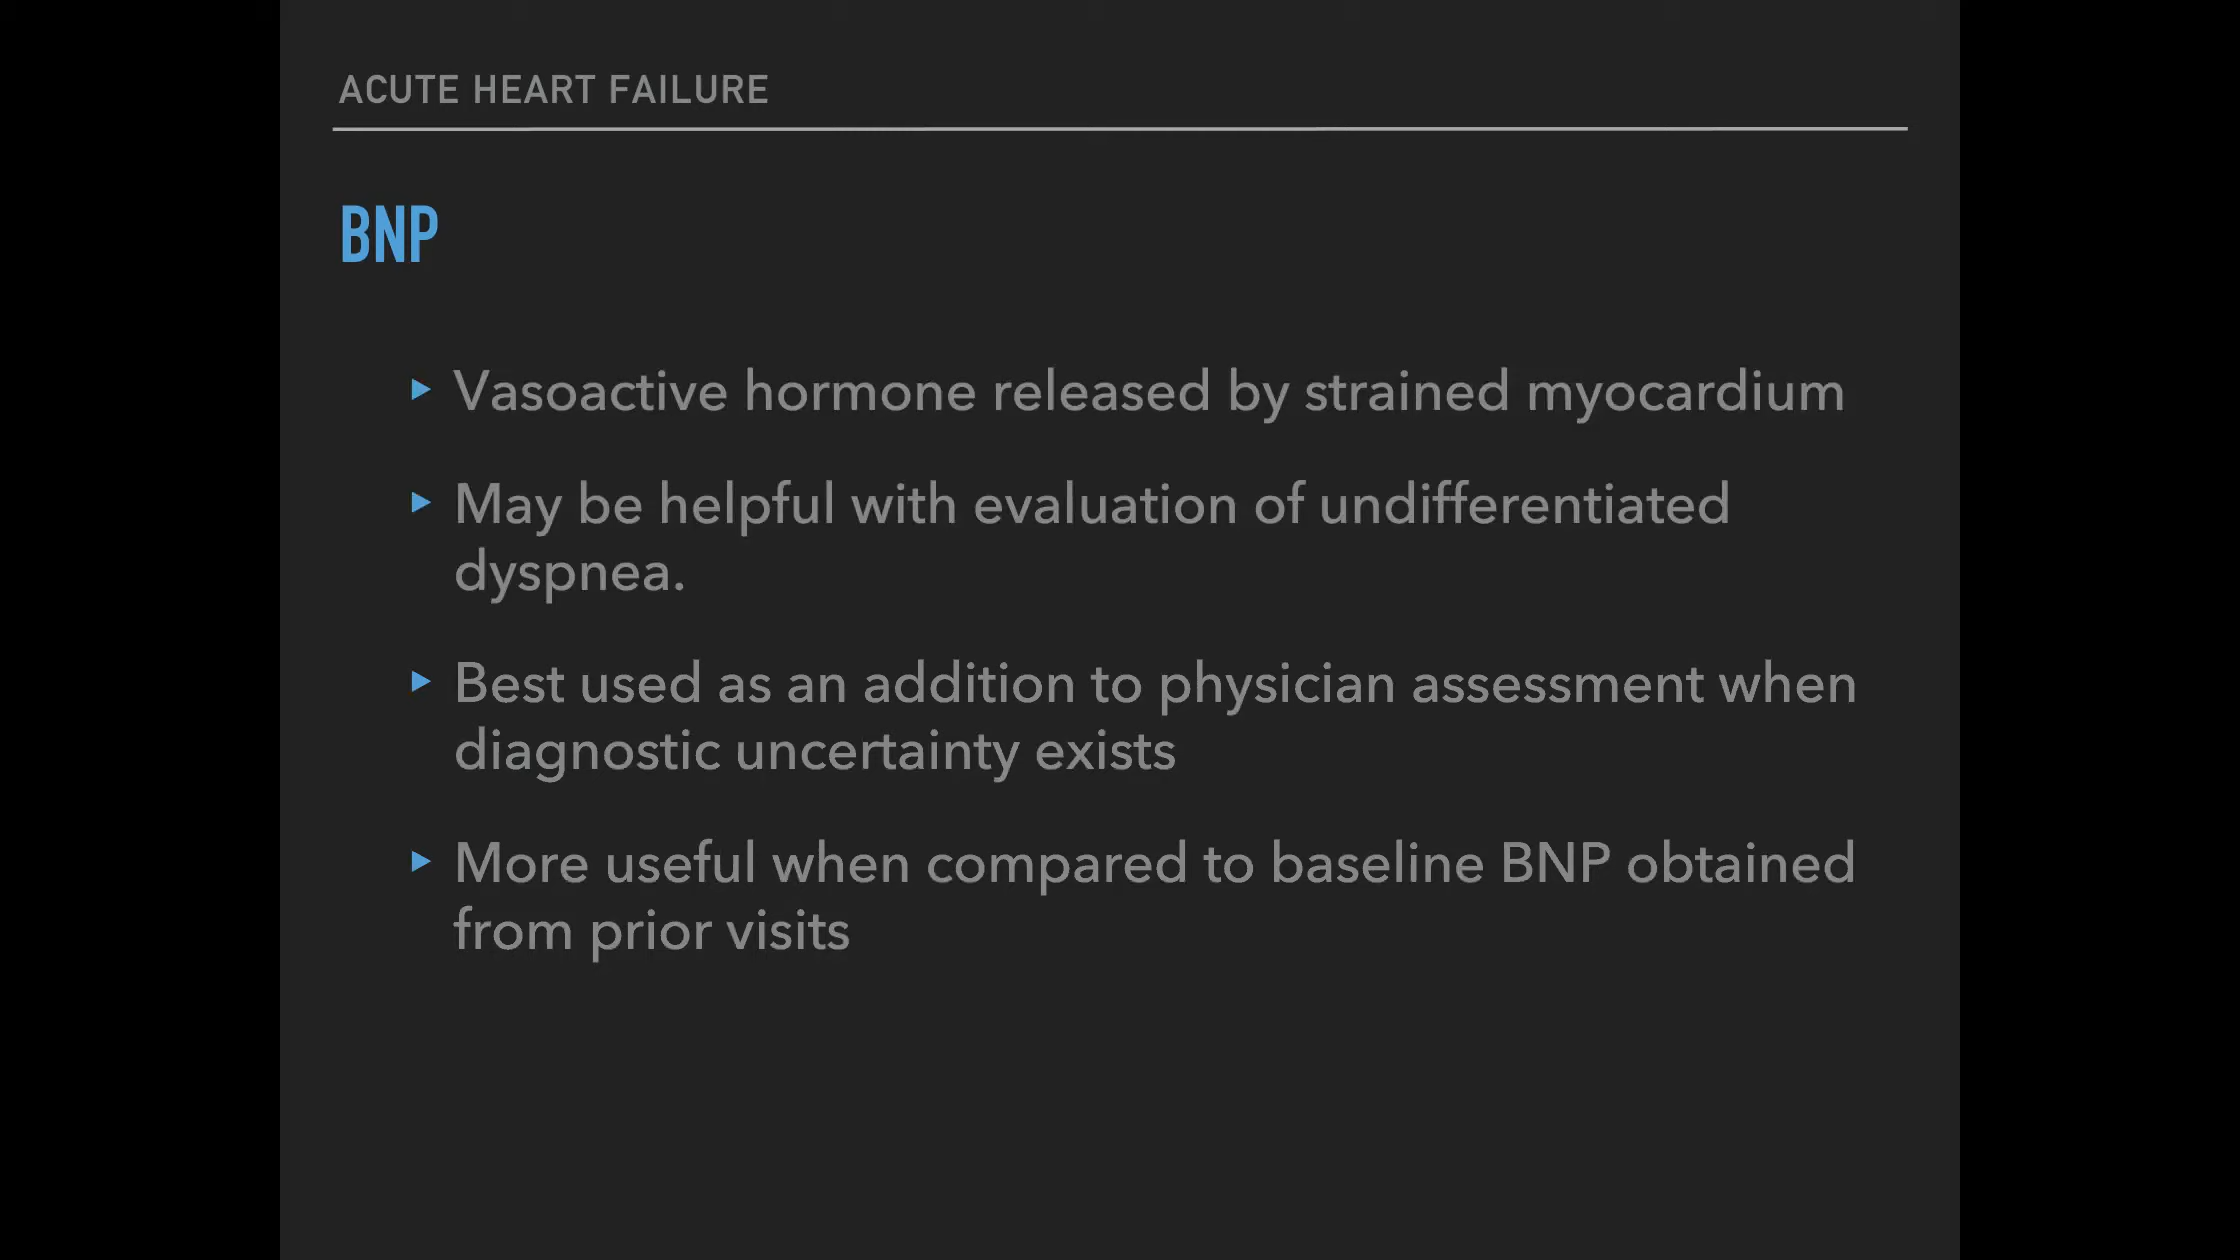 ACUTE HEART FAILURE
BNP
▸ Vasoactive hormone released by strained myocardium
▸ May be helpful with evaluation of undifferentiated
dyspnea.
▸ Best used as an addition to physician assessment when
diagnostic uncertainty exists
▸ More useful when compared to baseline BNP obtained
from prior visits